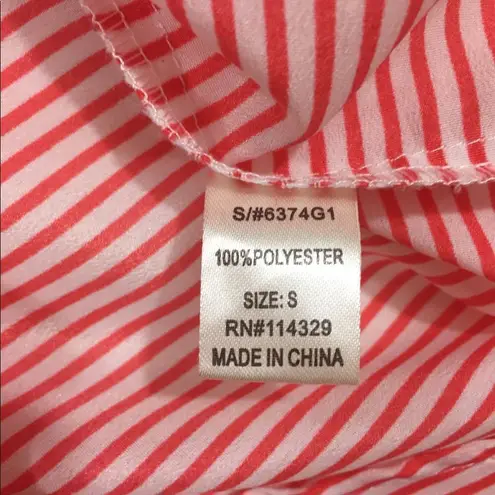 S/#6374G1
100%POLYESTER
SIZE: S
RN#114329
MADE IN CHINA